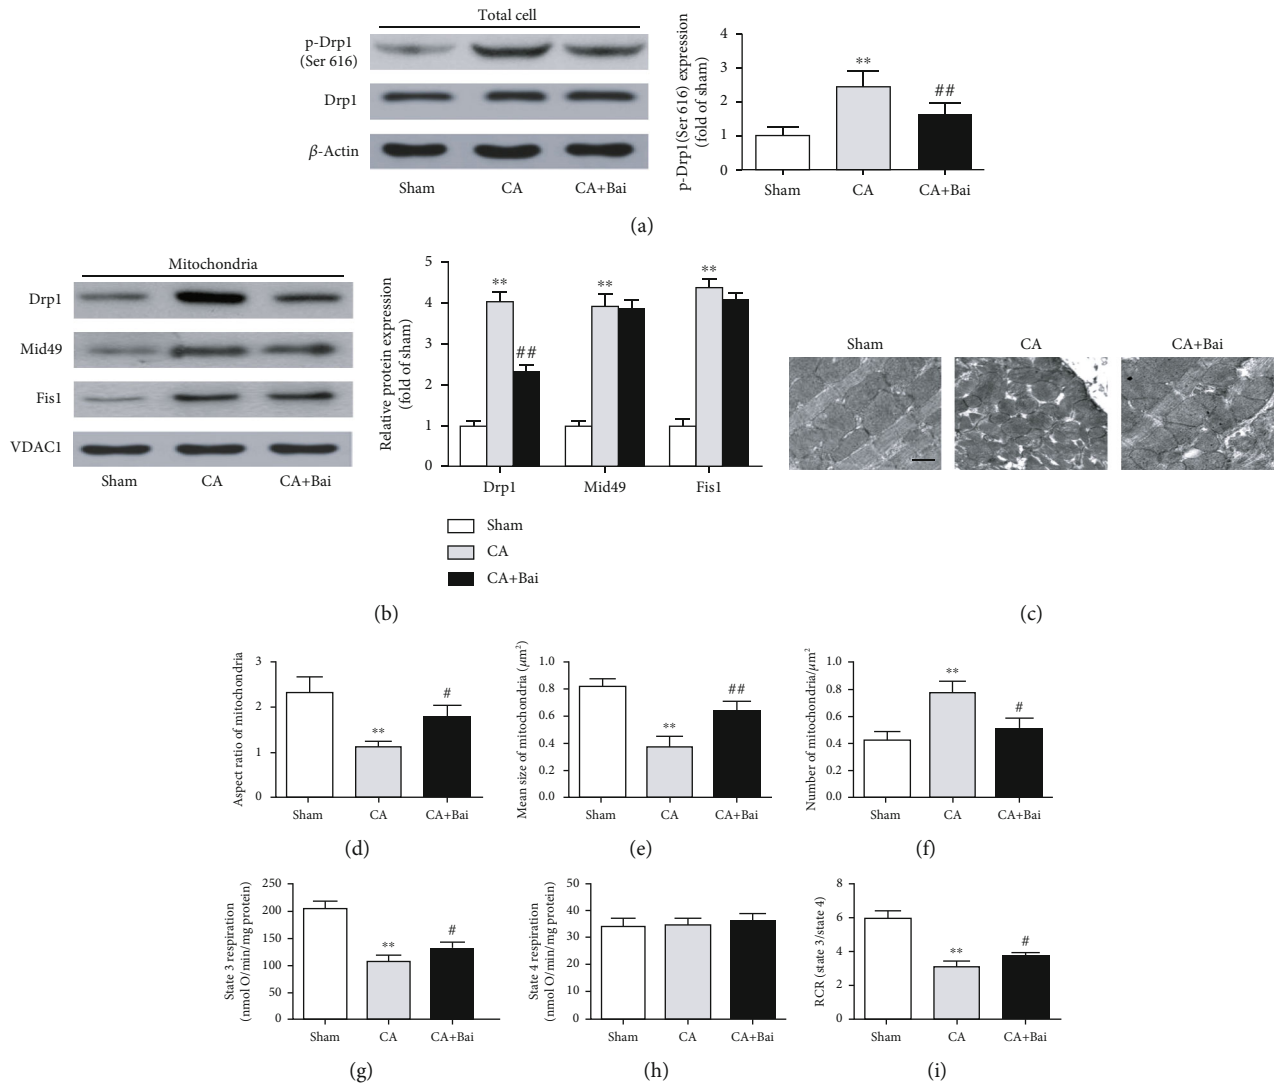 Total cell
p-Drp1
(Ser 616)
Drp1
β-Actin
Sham CA CA+Bai
p-Drp1(Ser 616) expression
(fold of sham)
4
3
2
1
0
**
##
Sham CA CA+Bai
(a)
Mitochondria
Drp1
Mid49
Fis1
VDAC1
Sham CA CA+Bai
Relative protein expression
(fold of sham)
5
4
3
2
1
0
** ** **
##
Drp1 Mid49 Fis1
Sham
CA
CA+Bai
(b)
Sham CA CA+Bai
(c)
Aspect ratio of mitochondria
3
2
1
0
**
#
Sham CA CA+Bai
(d)
Mean size of mitochondria (μm²)
1.0
0.8
0.6
0.4
0.2
0.0
**
##
Sham CA CA+Bai
(e)
Number of mitochondria/μm²
1.0
0.8
0.6
0.4
0.2
0.0
**
#
Sham CA CA+Bai
(f)
State 3 respiration
(nmol O/min/mg protein)
250
200
150
100
50
0
**
#
Sham CA CA+Bai
(g)
State 4 respiration
(nmol O/min/mg protein)
50
40
30
20
10
0
Sham CA CA+Bai
(h)
RCR (state 3/state 4)
8
6
4
2
0
**
#
Sham CA CA+Bai
(i)